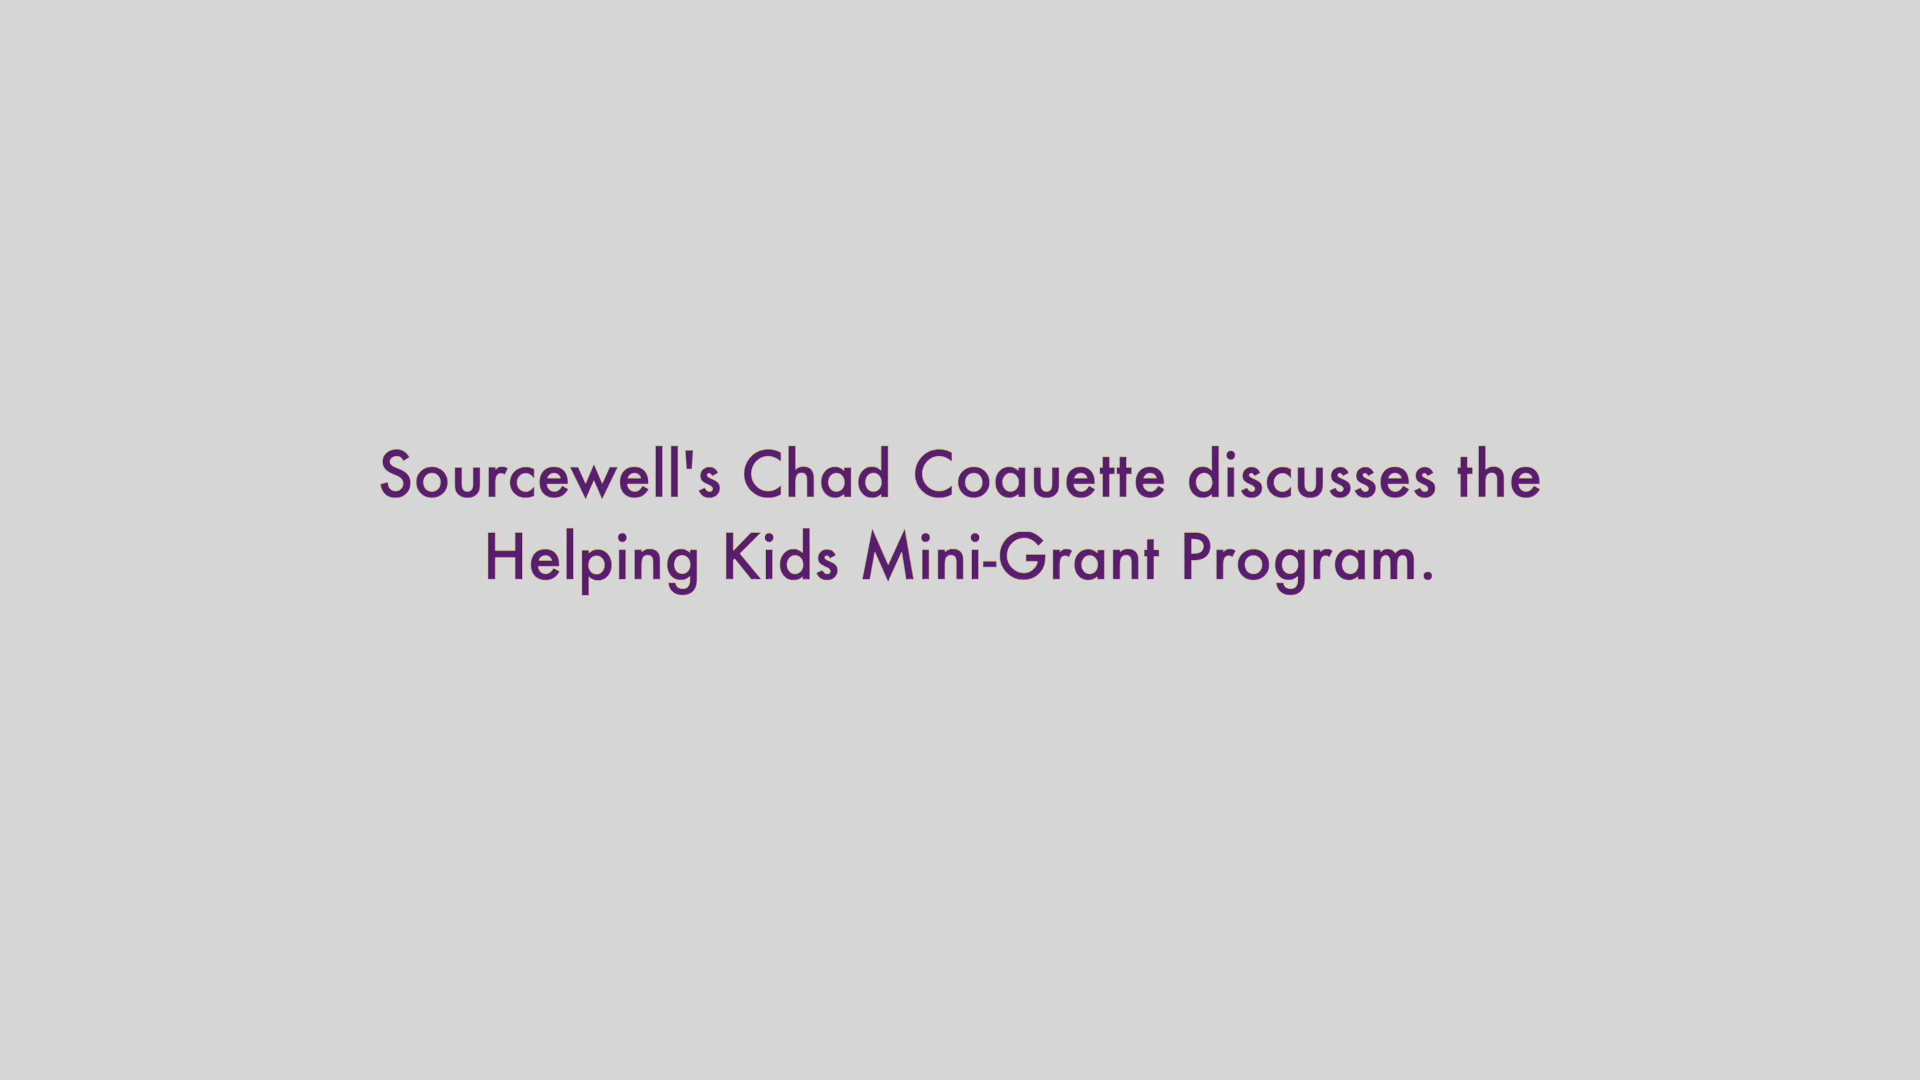 Sourcewell's Chad Coauette discusses the
Helping Kids Mini-Grant Program.